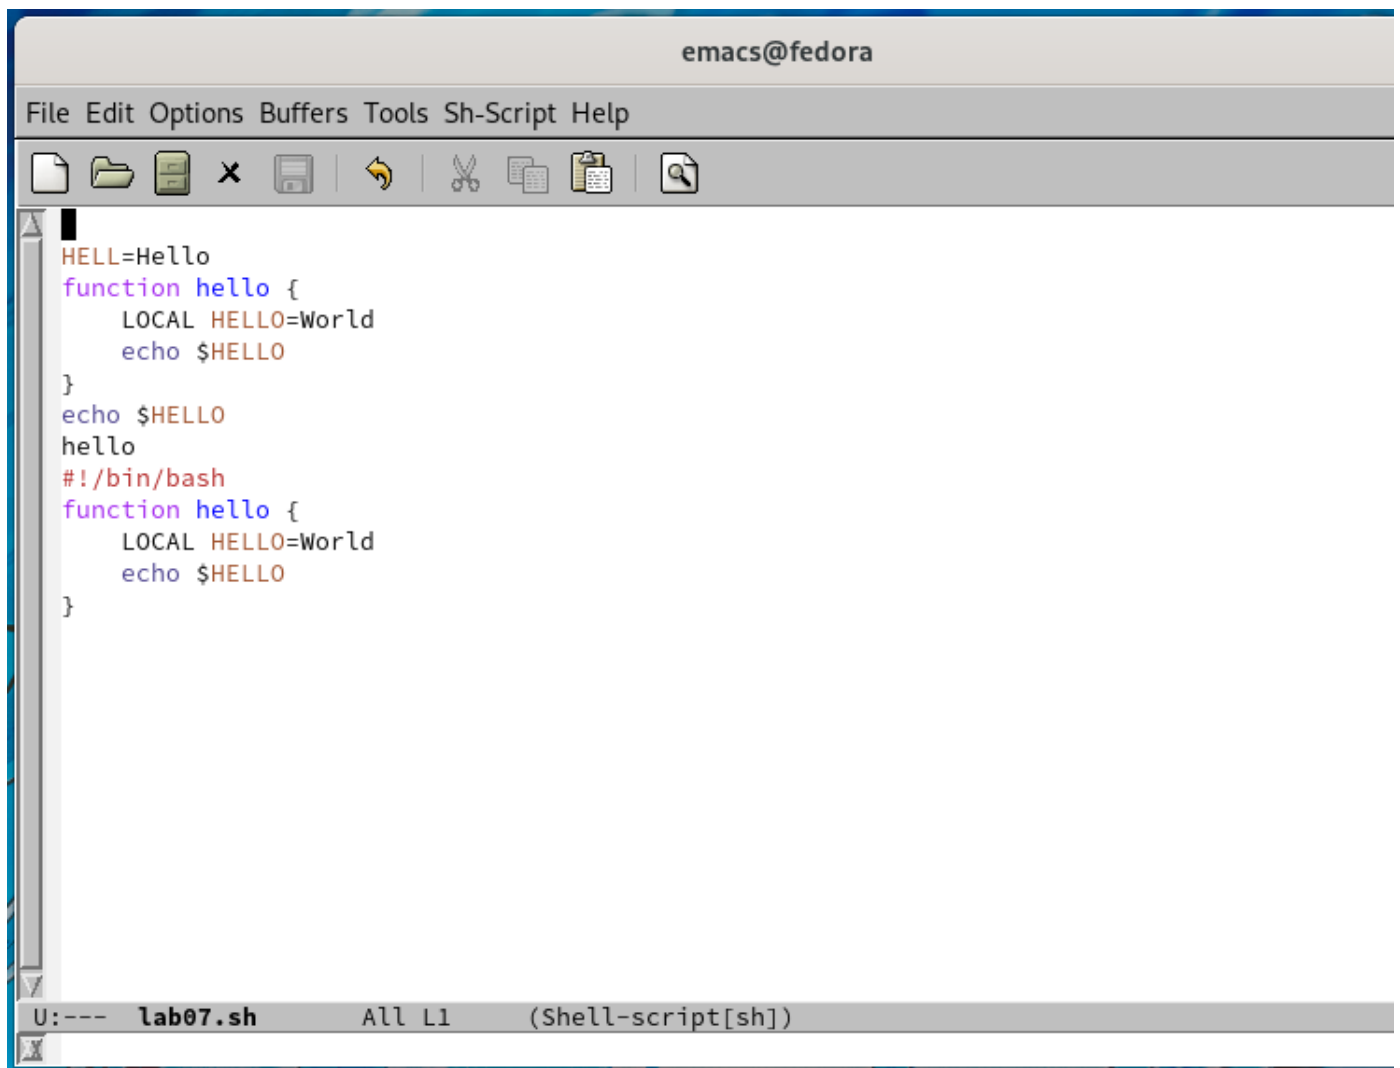 emacs@fedora
File Edit Options Buffers Tools Sh-Script Help
HELL=Hello
function hello {
    LOCAL HELLO=World
    echo $HELLO
}
echo $HELLO
hello
#!/bin/bash
function hello {
    LOCAL HELLO=World
    echo $HELLO
}
U:--- lab07.sh All L1 (Shell-script[sh])